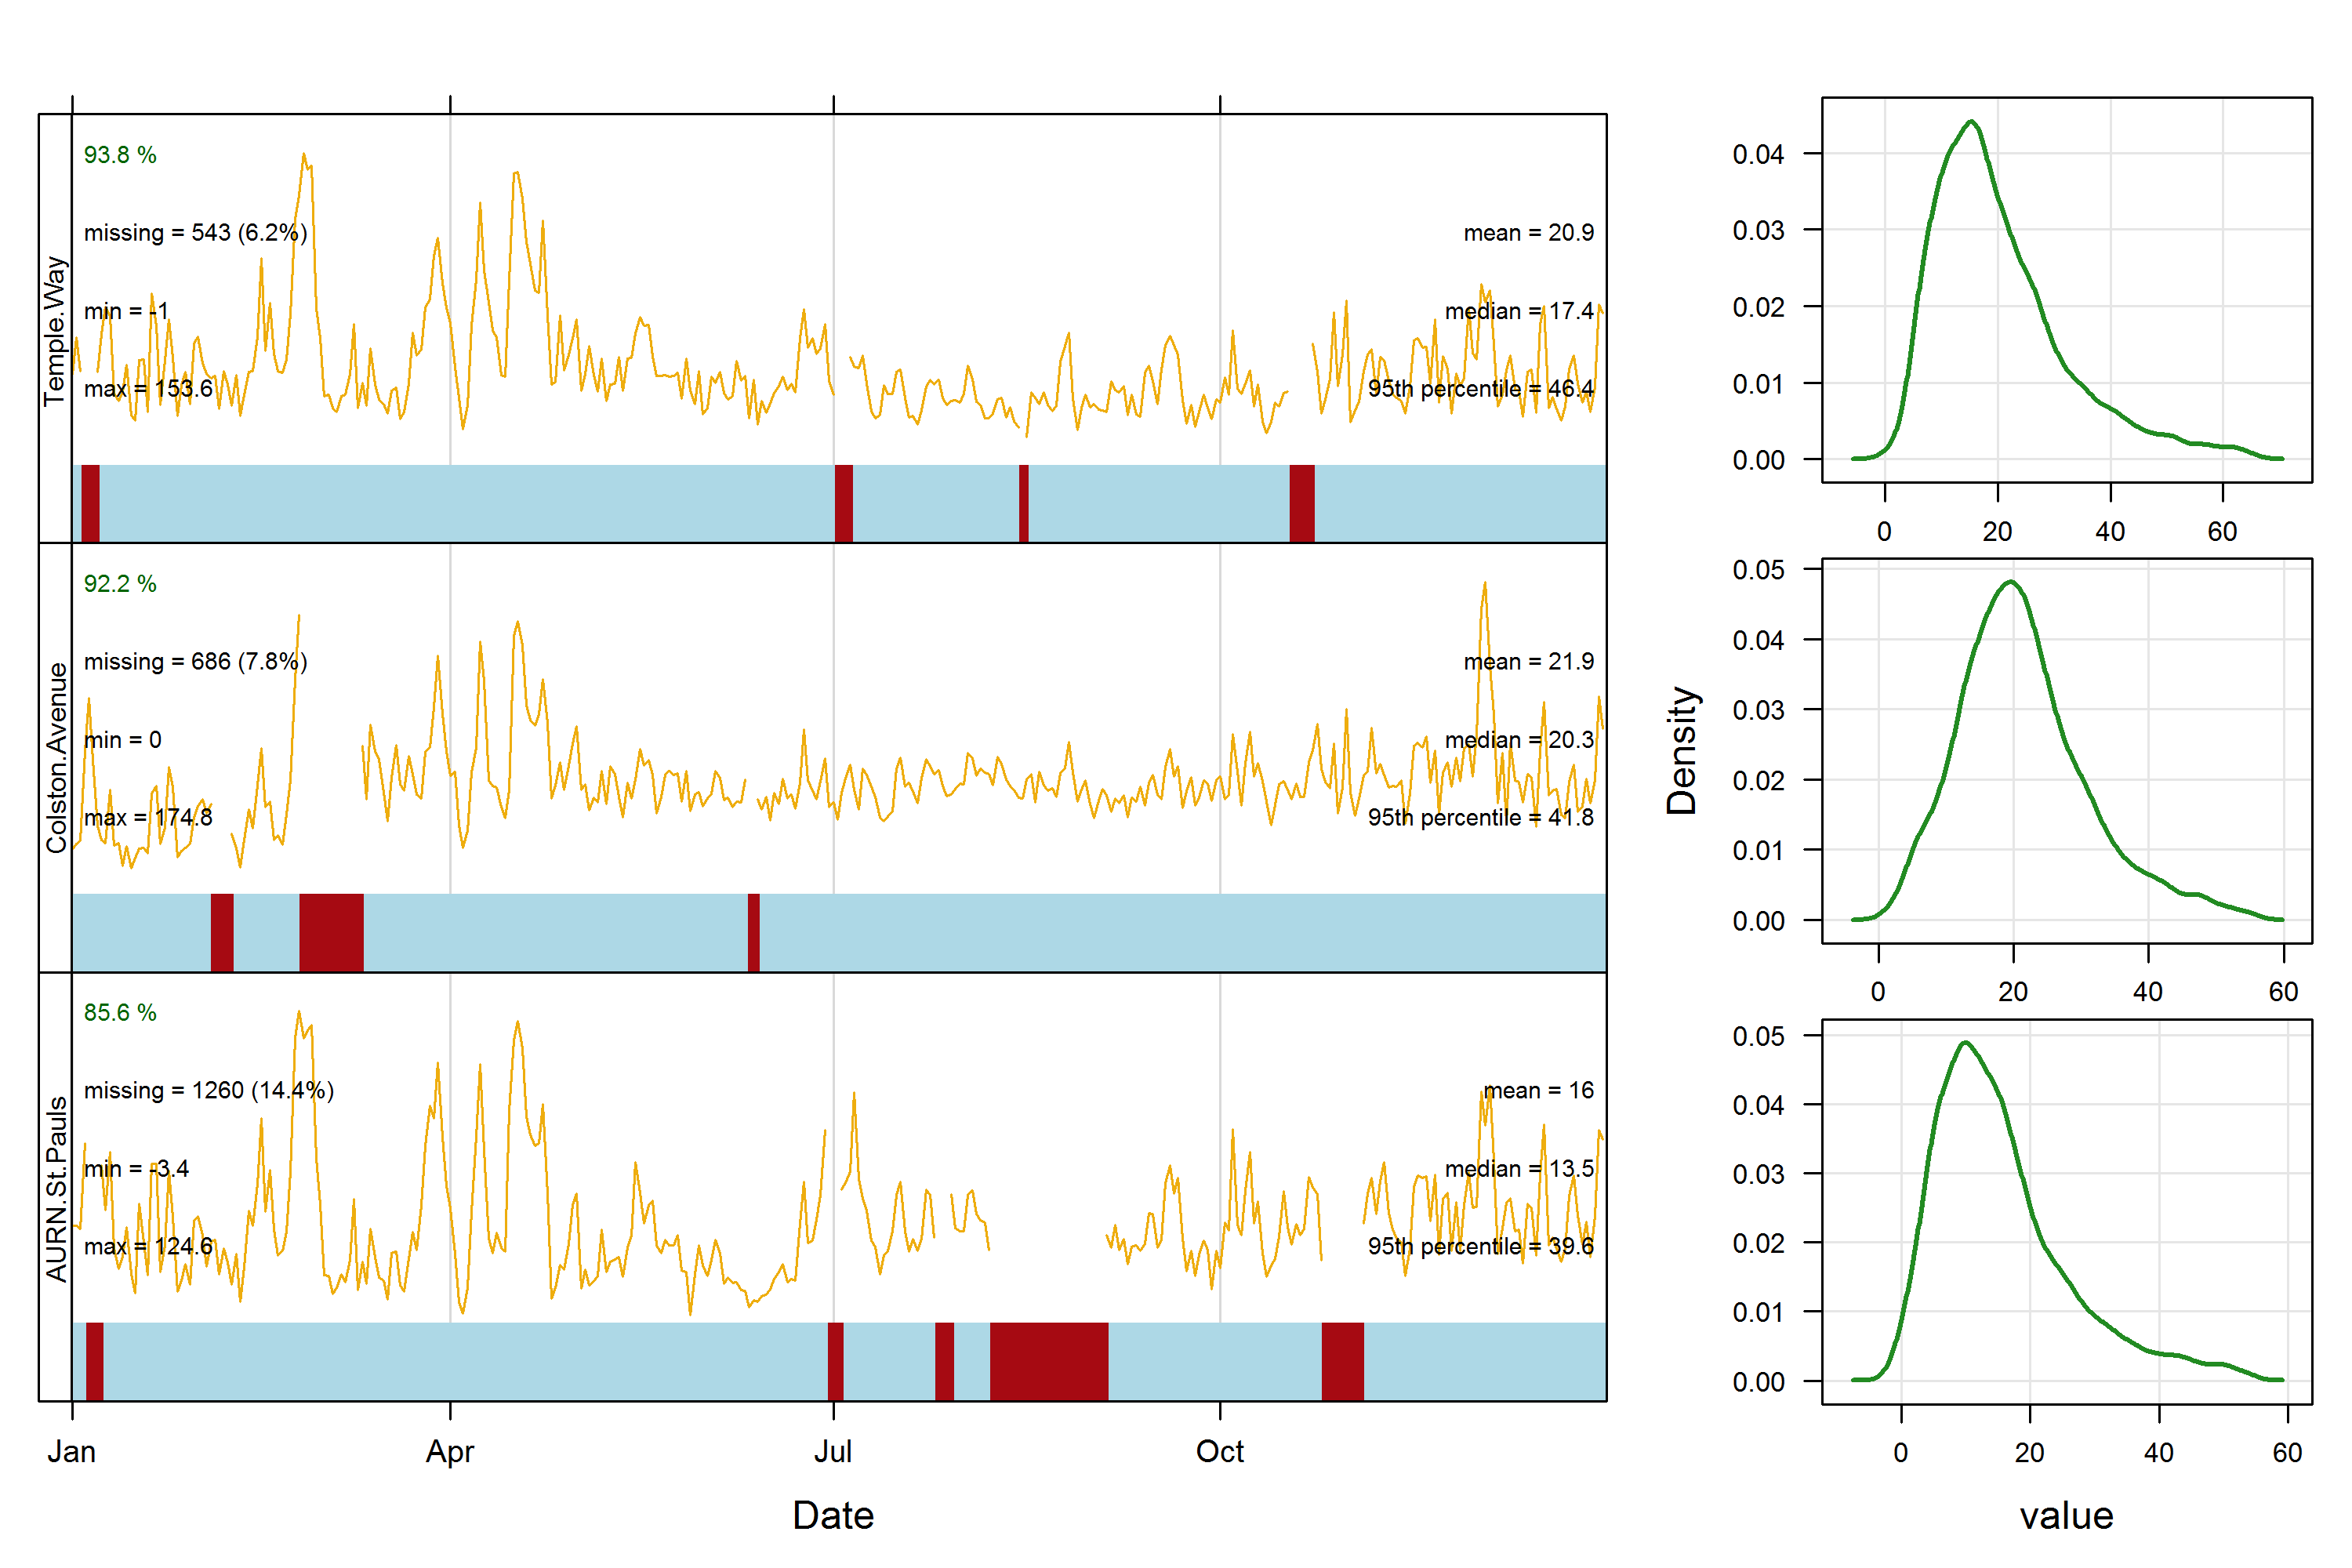 Temple.Way
93.8 %
missing = 543 (6.2%)
min = -1
max = 153.6
mean = 20.9
median = 17.4
95th percentile = 46.4
Colston.Avenue
92.2 %
missing = 686 (7.8%)
min = 0
max = 174.8
mean = 21.9
median = 20.3
95th percentile = 41.8
AURN.St.Pauls
85.6 %
missing = 1260 (14.4%)
min = -3.4
max = 124.6
mean = 16
median = 13.5
95th percentile = 39.6
Jan Apr Jul Oct
Date
Density
0.04
0.03
0.02
0.01
0.00
0 20 40 60
0.05
0.04
0.03
0.02
0.01
0.00
0 20 40 60
0.05
0.04
0.03
0.02
0.01
0.00
0 20 40 60
value